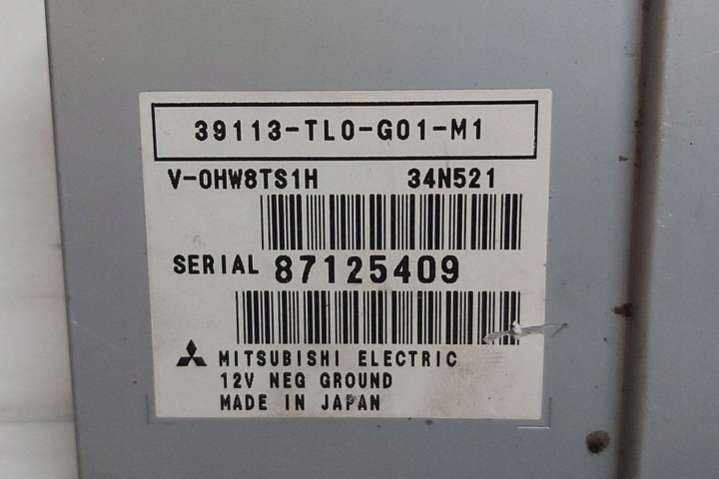 39113-TL0-G01-M1
V-0HW8TS1H 34N521
SERIAL 87125409
MITSUBISHI ELECTRIC
12V NEG GROUND
MADE IN JAPAN